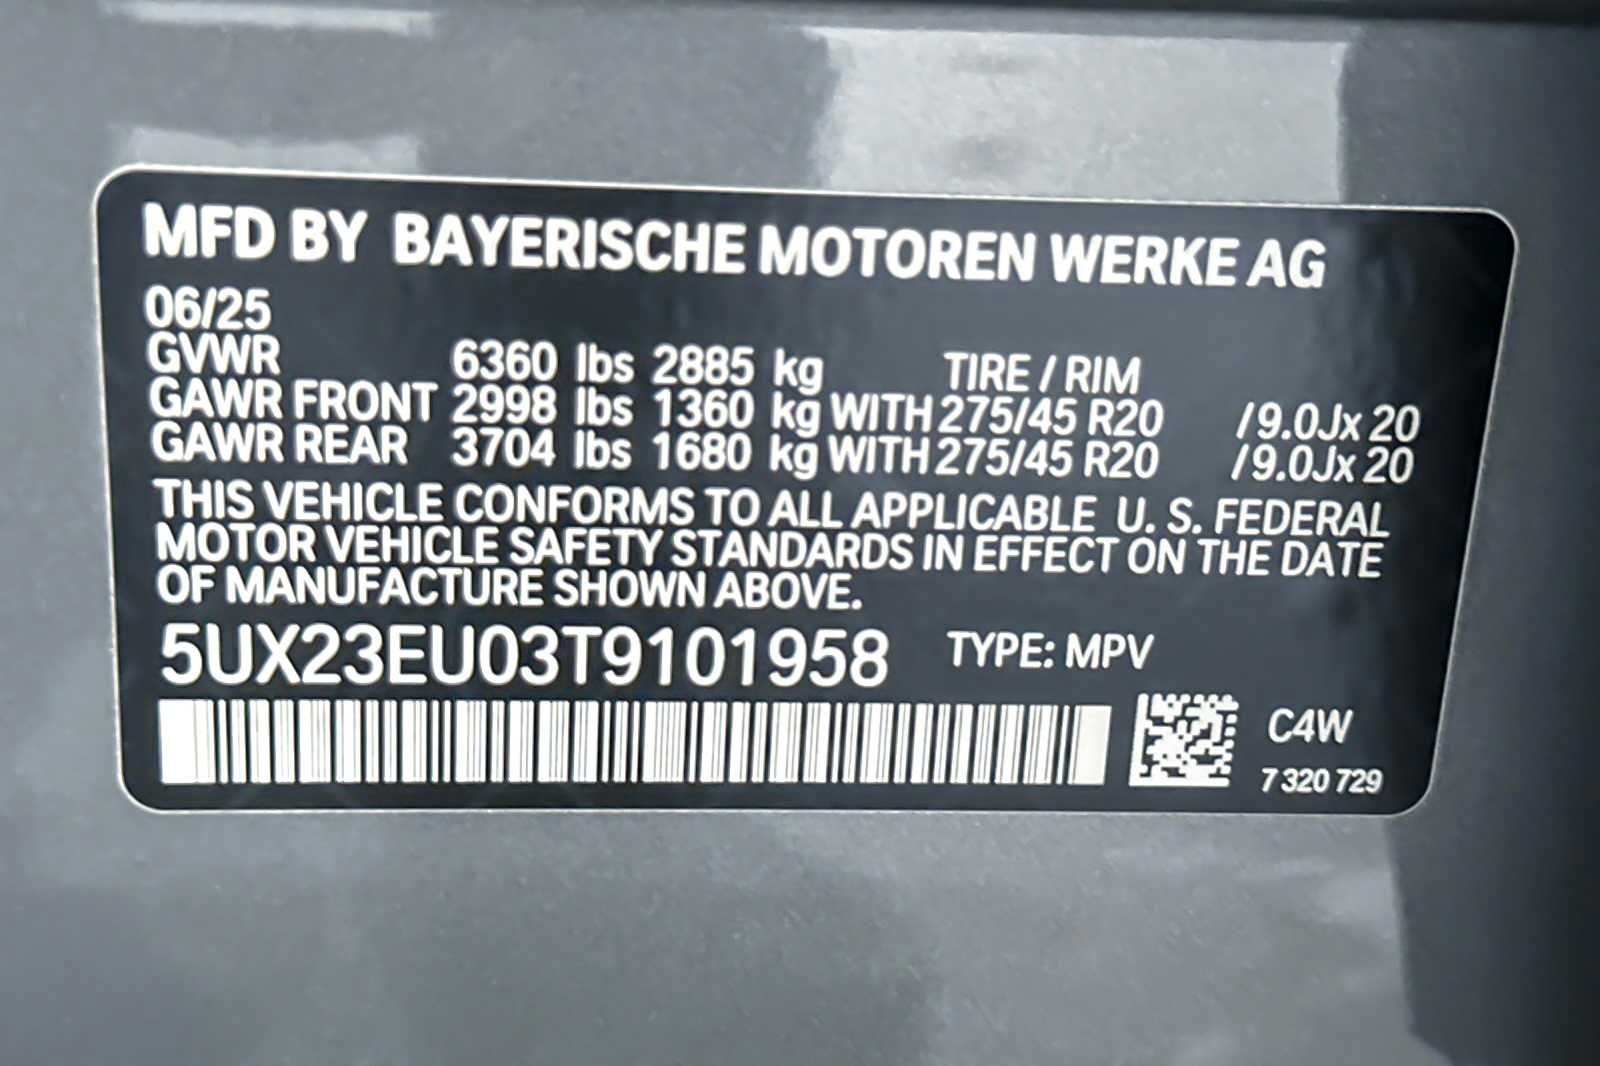 MFD BY BAYERISCHE MOTOREN WERKE AG
06/25
GVWR 6360 lbs 2885 kg TIRE / RIM
GAWR FRONT 2998 lbs 1360 kg WITH 275/45 R20 / 9.0Jx 20
GAWR REAR 3704 lbs 1680 kg WITH 275/45 R20 / 9.0Jx 20
THIS VEHICLE CONFORMS TO ALL APPLICABLE U. S. FEDERAL
MOTOR VEHICLE SAFETY STANDARDS IN EFFECT ON THE DATE
OF MANUFACTURE SHOWN ABOVE.
5UX23EU03T9101958 TYPE: MPV
C4W
7 320 729